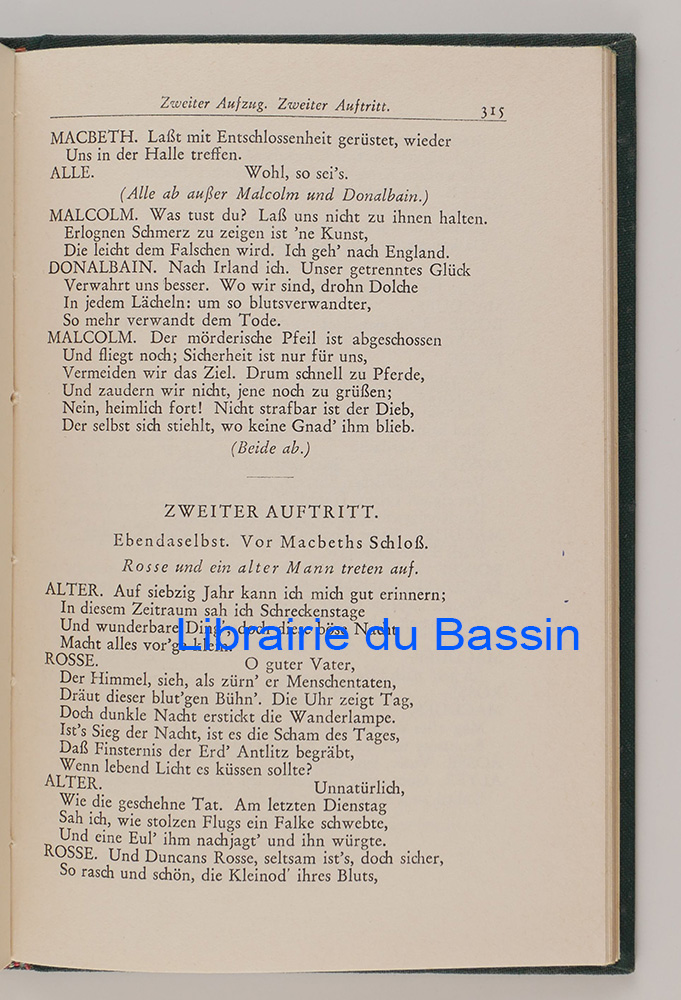 Zweiter Aufzug. Zweiter Auftritt. 315
MACBETH. Laßt mit Entschlossenheit gerüstet, wieder
Uns in der Halle treffen.
ALLE. Wohl, so sei's.
(Alle ab außer Malcolm und Donalbain.)
MALCOLM. Was tust du? Laß uns nicht zu ihnen halten.
Erlognen Schmerz zu zeigen ist 'ne Kunst,
Die leicht dem Falschen wird. Ich geh' nach England.
DONALBAIN. Nach Irland ich. Unser getrenntes Glück
Verwahrt uns besser. Wo wir sind, drohn Dolche
In jedem Lächeln: um so blutsverwandter,
So mehr verwandt dem Tode.
MALCOLM. Der mörderische Pfeil ist abgeschossen
Und fliegt noch; Sicherheit ist nur für uns,
Vermeiden wir das Ziel. Drum schnell zu Pferde,
Und zaudern wir nicht, jene noch zu grüßen;
Nein, heimlich fort! Nicht strafbar ist der Dieb,
Der selbst sich stiehlt, wo keine Gnad' ihm blieb.
(Beide ab.)
ZWEITER AUFTRITT.
Ebendaselbst. Vor Macbeths Schloß.
Rosse und ein alter Mann treten auf.
ALTER. Auf siebzig Jahr kann ich mich gut erinnern;
In diesem Zeitraum sah ich Schreckenstage
Und wunderbare Ding', doch diese böse Nacht
Macht alles vor'ge klein.
Librairie du Bassin
ROSSE. O guter Vater,
Der Himmel, sieh, als zürn' er Menschentaten,
Dräut dieser blut'gen Bühn'. Die Uhr zeigt Tag,
Doch dunkle Nacht erstickt die Wanderlampe.
Ist's Sieg der Nacht, ist es die Scham des Tages,
Daß Finsternis der Erd' Antlitz begräbt,
Wenn lebend Licht es küssen sollte?
ALTER. Unnatürlich,
Wie die geschehne Tat. Am letzten Dienstag
Sah ich, wie stolzen Flugs ein Falke schwebte,
Und eine Eul' ihm nachjagt' und ihn würgte.
ROSSE. Und Duncans Rosse, seltsam ist's, doch sicher,
So rasch und schön, die Kleinod' ihres Bluts,